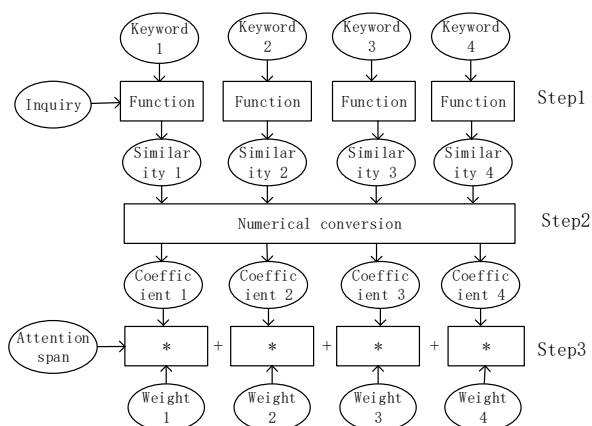 Keyword
1
Keyword
2
Keyword
3
Keyword
4
Inquiry
Function
Function
Function
Function
Step1
Similar
ity 1
Similar
ity 2
Similar
ity 3
Similar
ity 4
Numerical conversion
Step2
Coeffic
ient 1
Coeffic
ient 2
Coeffic
ient 3
Coeffic
ient 4
Attention
span
* + * + * + *
Step3
Weight
1
Weight
2
Weight
3
Weight
4